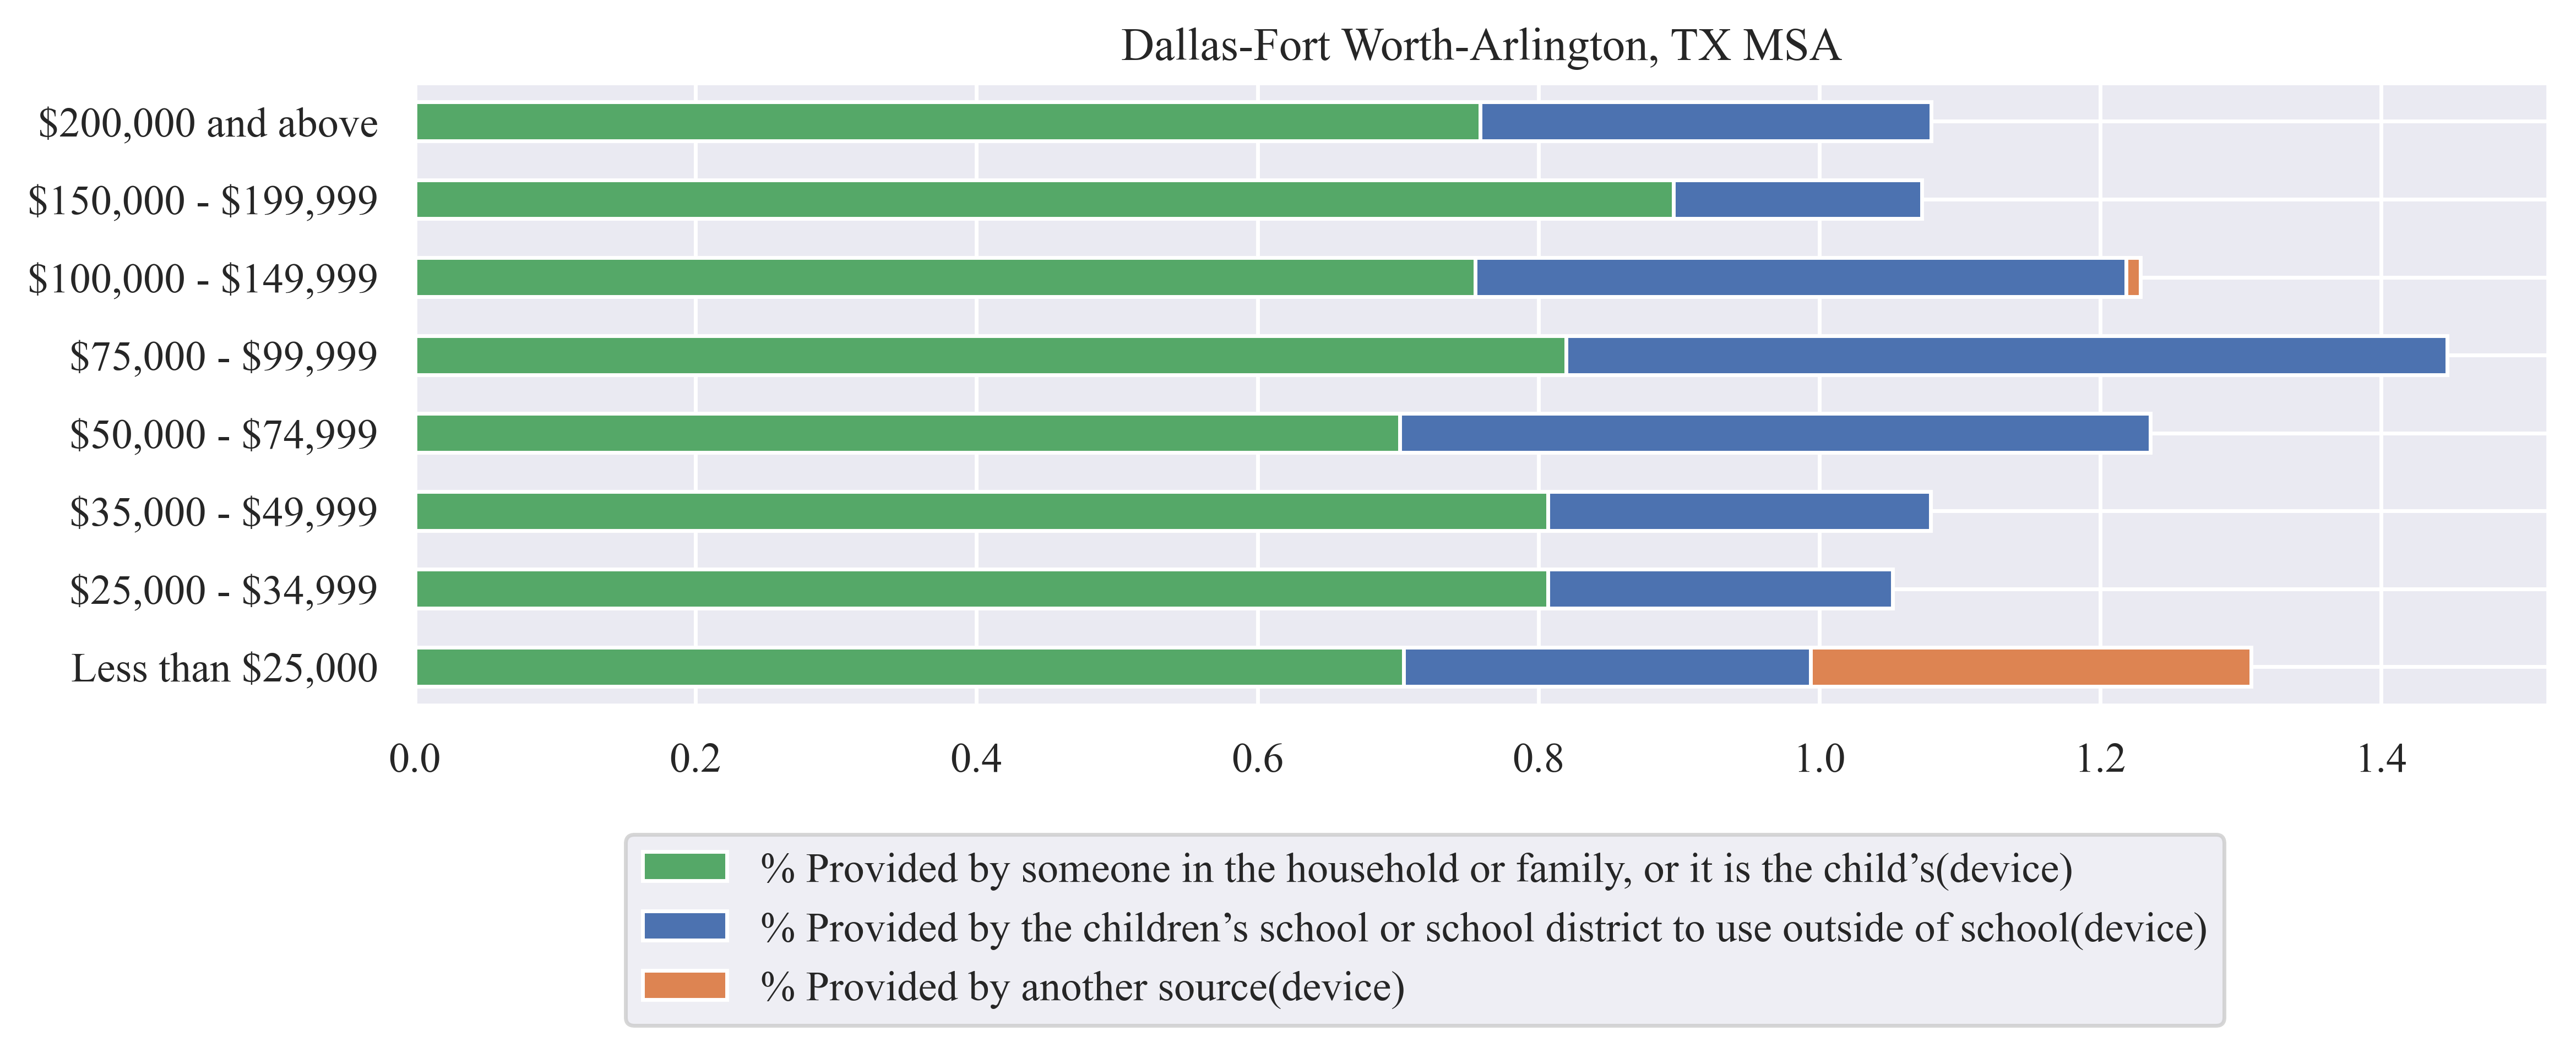 Dallas-Fort Worth-Arlington, TX MSA
$200,000 and above
$150,000 - $199,999
$100,000 - $149,999
$75,000 - $99,999
$50,000 - $74,999
$35,000 - $49,999
$25,000 - $34,999
Less than $25,000
0.0 0.2 0.4 0.6 0.8 1.0 1.2 1.4
% Provided by someone in the household or family, or it is the child’s(device)
% Provided by the children’s school or school district to use outside of school(device)
% Provided by another source(device)